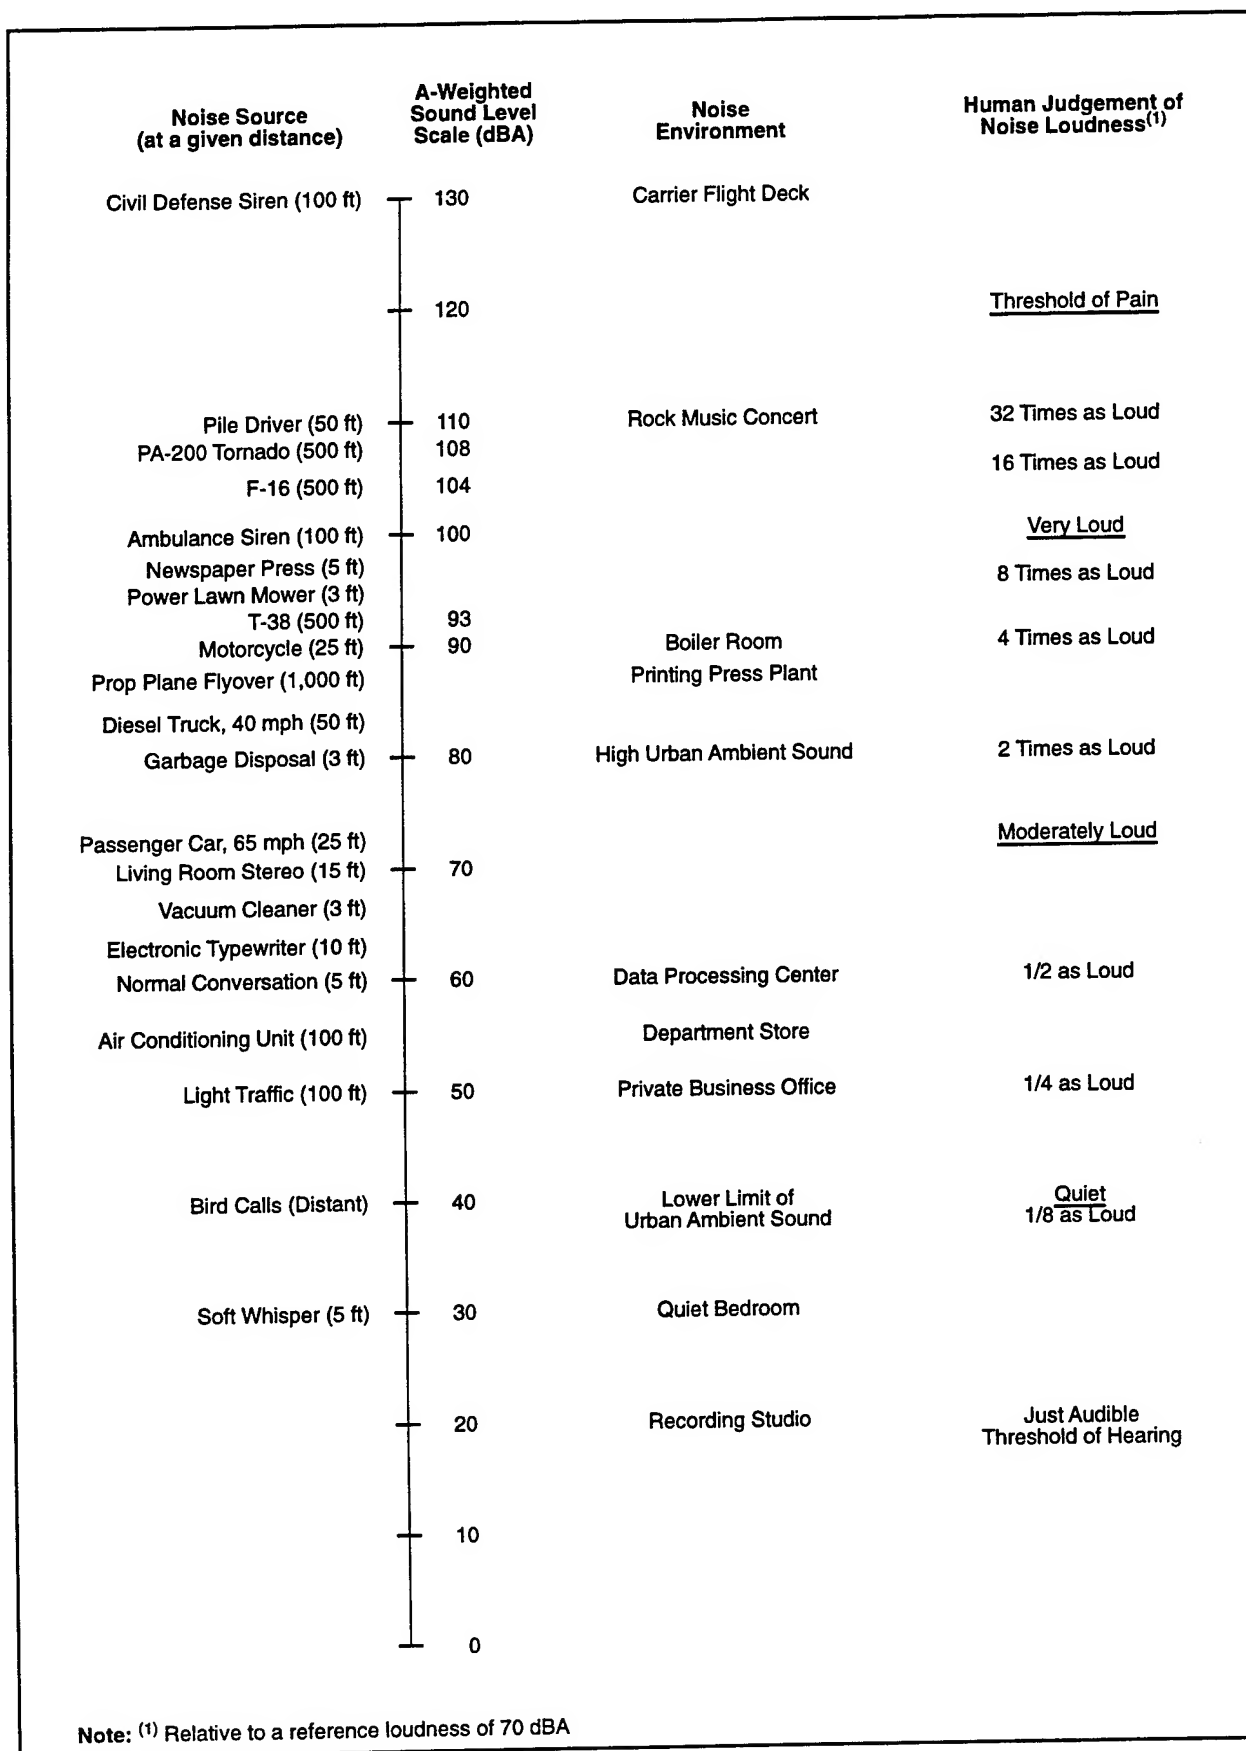 Noise Source
(at a given distance)
A-Weighted
Sound Level
Scale (dBA)
Noise
Environment
Human Judgement of
Noise Loudness(1)
Civil Defense Siren (100 ft) 130 Carrier Flight Deck
120 Threshold of Pain
Pile Driver (50 ft) 110 Rock Music Concert 32 Times as Loud
PA-200 Tornado (500 ft) 108
16 Times as Loud
F-16 (500 ft) 104
Ambulance Siren (100 ft) 100 Very Loud
Newspaper Press (5 ft) 8 Times as Loud
Power Lawn Mower (3 ft)
T-38 (500 ft) 93
Motorcycle (25 ft) 90 Boiler Room 4 Times as Loud
Prop Plane Flyover (1,000 ft) Printing Press Plant
Diesel Truck, 40 mph (50 ft)
Garbage Disposal (3 ft) 80 High Urban Ambient Sound 2 Times as Loud
Passenger Car, 65 mph (25 ft) Moderately Loud
Living Room Stereo (15 ft) 70
Vacuum Cleaner (3 ft)
Electronic Typewriter (10 ft)
Normal Conversation (5 ft) 60 Data Processing Center 1/2 as Loud
Air Conditioning Unit (100 ft) Department Store
Light Traffic (100 ft) 50 Private Business Office 1/4 as Loud
Bird Calls (Distant) 40 Lower Limit of Quiet
Urban Ambient Sound 1/8 as Loud
Soft Whisper (5 ft) 30 Quiet Bedroom
20 Recording Studio Just Audible
Threshold of Hearing
10
0
Note: (1) Relative to a reference loudness of 70 dBA